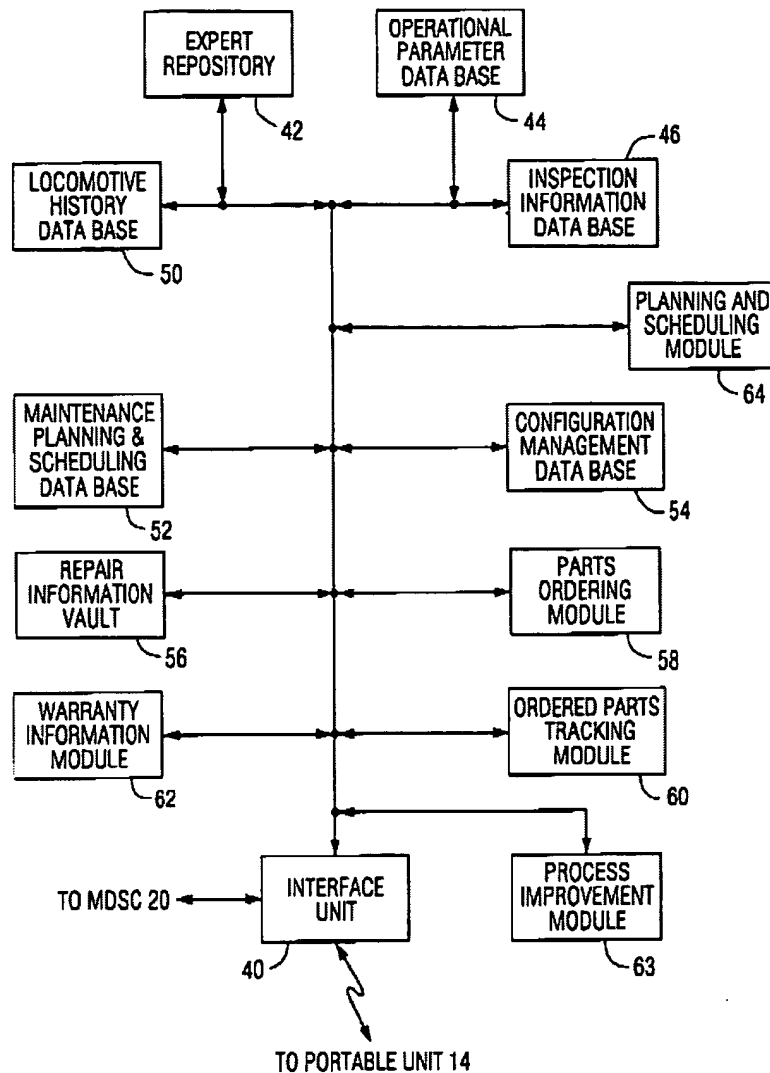 EXPERT
REPOSITORY
42
OPERATIONAL
PARAMETER
DATA BASE
44
LOCOMOTIVE
HISTORY
DATA BASE
50
46
INSPECTION
INFORMATION
DATA BASE
PLANNING AND
SCHEDULING
MODULE
64
MAINTENANCE
PLANNING &
SCHEDULING
DATA BASE
52
CONFIGURATION
MANAGEMENT
DATA BASE
54
REPAIR
INFORMATION
VAULT
56
PARTS
ORDERING
MODULE
58
WARRANTY
INFORMATION
MODULE
62
ORDERED PARTS
TRACKING
MODULE
60
TO MDSC 20
INTERFACE
UNIT
40
PROCESS
IMPROVEMENT
MODULE
63
TO PORTABLE UNIT 14